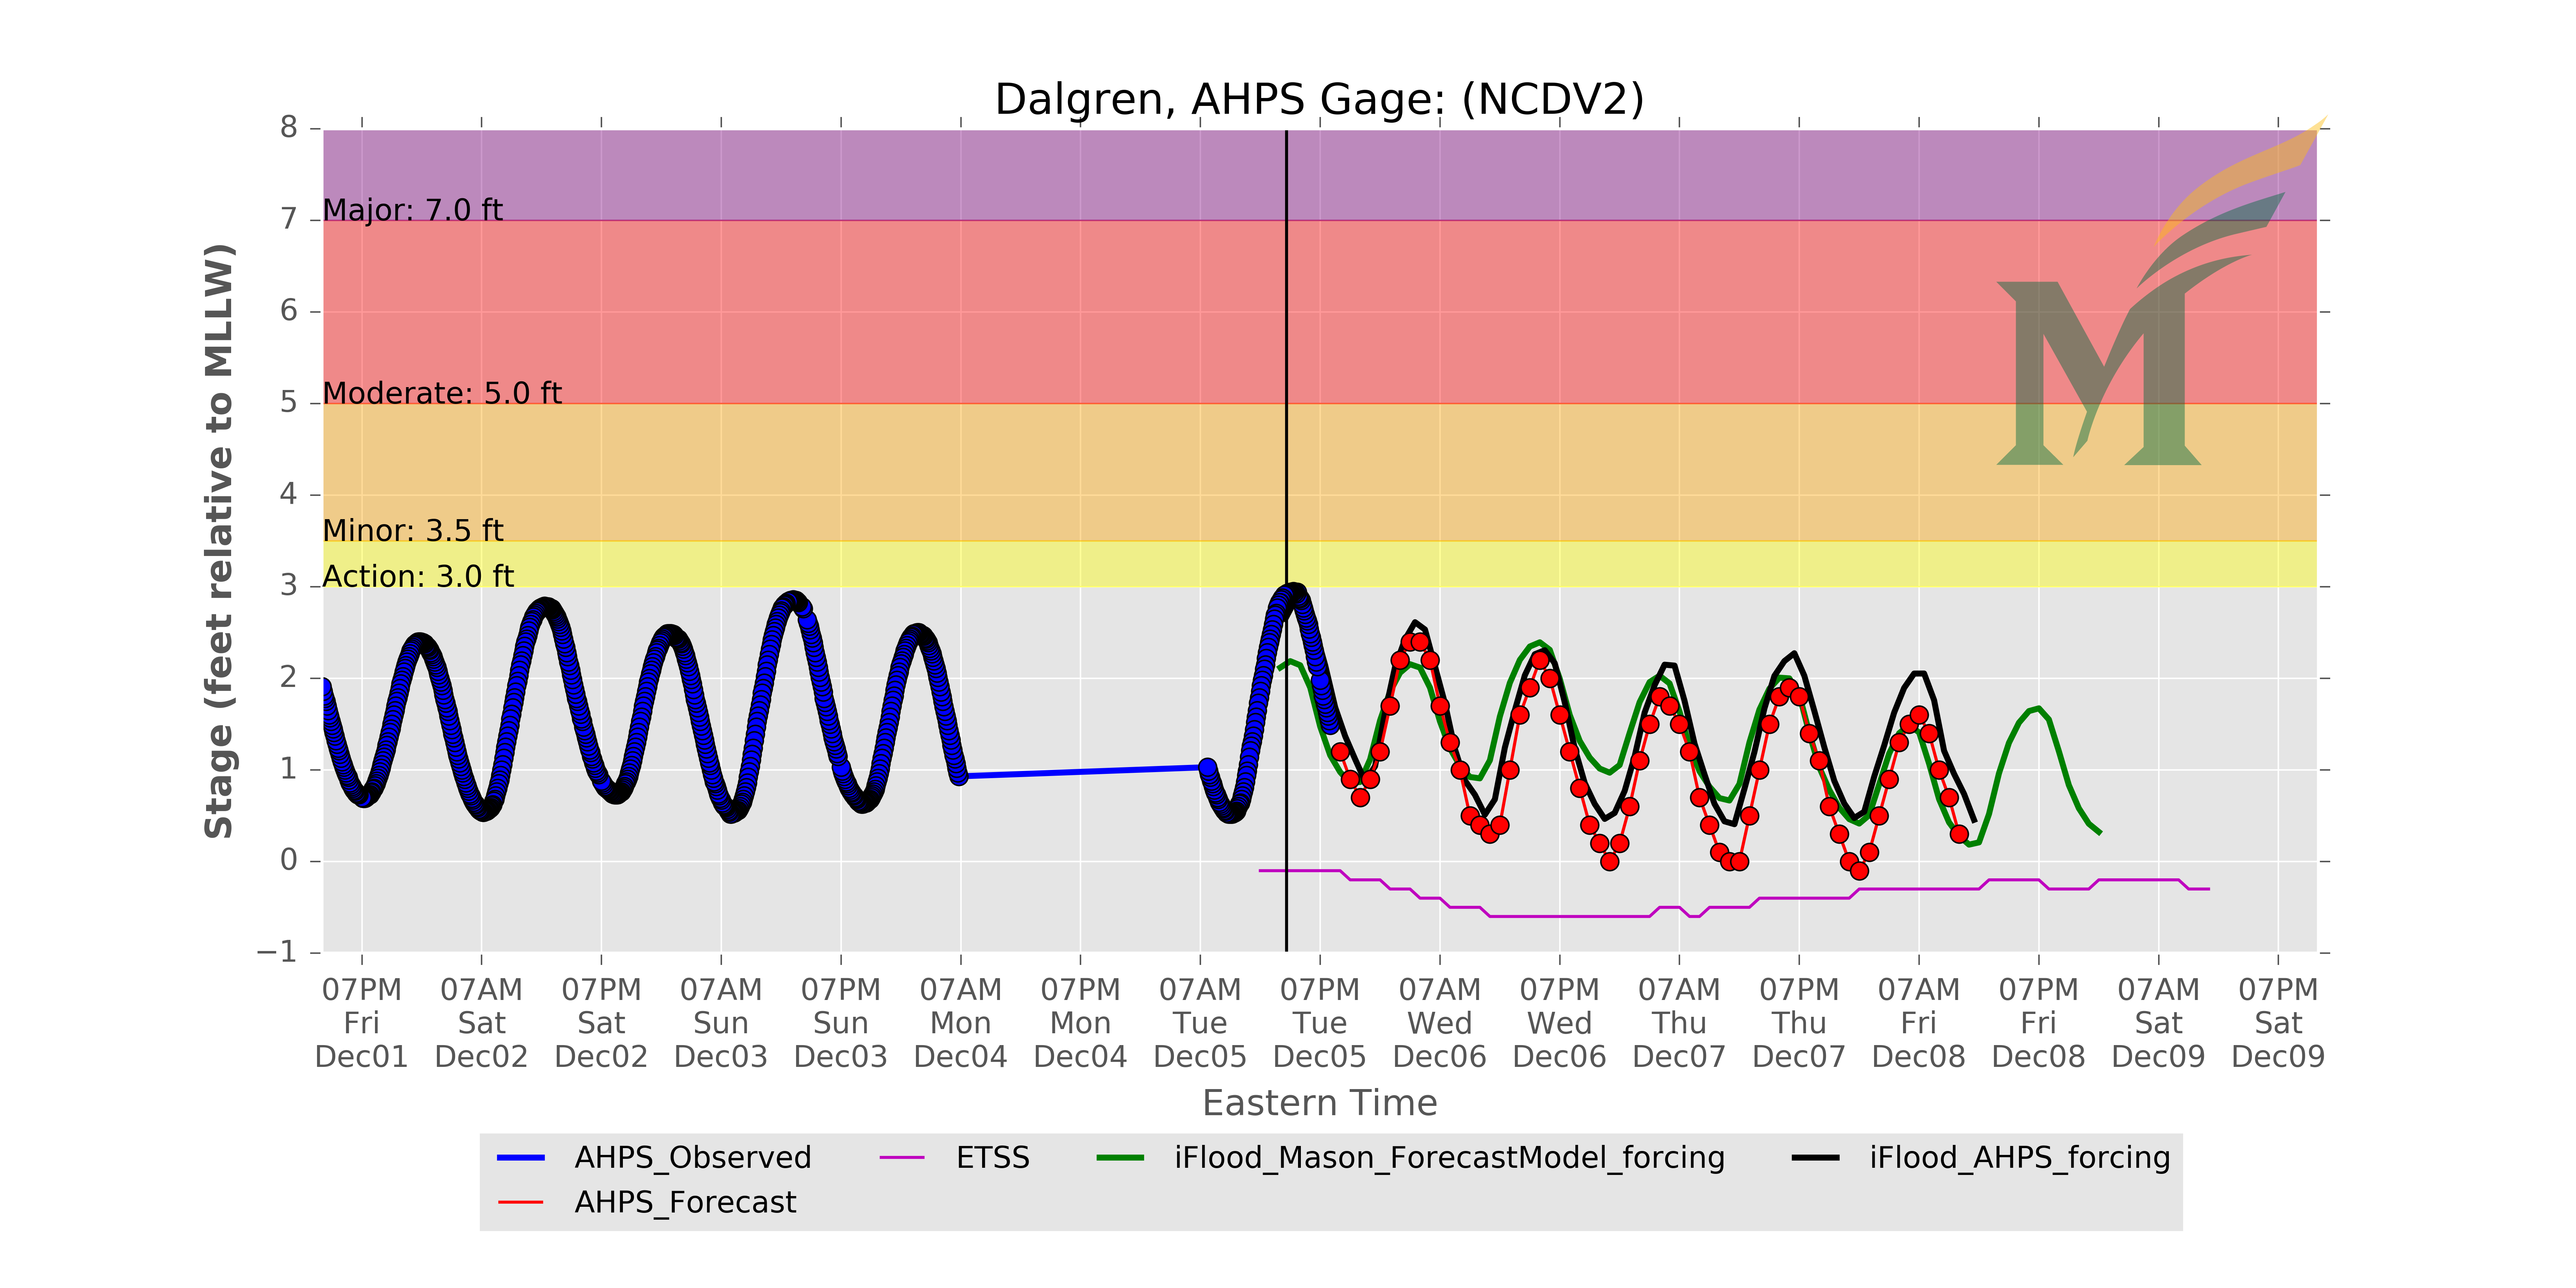 Dalgren, AHPS Gage: (NCDV2)
8
7
6
5
4
3
2
1
0
−1
Stage (feet relative to MLLW)
Major: 7.0 ft
Moderate: 5.0 ft
Minor: 3.5 ft
Action: 3.0 ft
M
07PM 07AM 07PM 07AM 07PM 07AM 07PM 07AM 07PM 07AM 07PM 07AM 07PM 07AM 07PM 07AM 07PM
Fri Sat Sat Sun Sun Mon Mon Tue Tue Wed Wed Thu Thu Fri Fri Sat Sat
Dec01 Dec02 Dec02 Dec03 Dec03 Dec04 Dec04 Dec05 Dec05 Dec06 Dec06 Dec07 Dec07 Dec08 Dec08 Dec09 Dec09
Eastern Time
AHPS_Observed ETSS iFlood_Mason_ForecastModel_forcing iFlood_AHPS_forcing
AHPS_Forecast